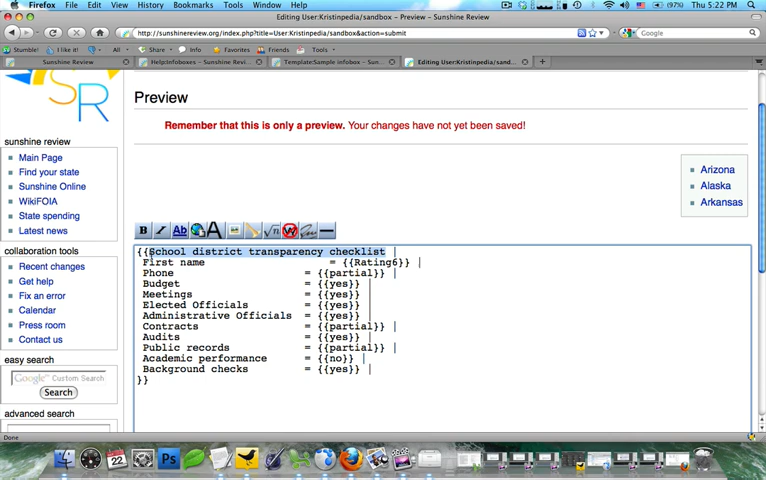 Firefox File Edit View History Bookmarks Tools Window Help (97%) Thu 5:22 PM
Editing User:Kristinpedia/sandbox - Preview - Sunshine Review
http://sunshinereview.org/index.php?title=User:Kristinpedia/sandbox&action=submit
Google
Stumble! I like it! All Share Info Favorites Friends Tools
Sunshine Review Help:Infoboxes - Sunshine Revi... Template:Sample infobox - Sun... Editing User:Kristinpedia/sand...
SR
Preview
Remember that this is only a preview. Your changes have not yet been saved!
sunshine review
Main Page
Find your state
Sunshine Online
WikiFOIA
State spending
Latest news
collaboration tools
Recent changes
Get help
Fix an error
Calendar
Press room
Contact us
easy search
Google™ Custom Search
Search
advanced search
Arizona
Alaska
Arkansas
B I Ab A √n W
{{School district transparency checklist |
First name = {{Rating6}} |
Phone = {{partial}} |
Budget = {{yes}} |
Meetings = {{yes}} |
Elected Officials = {{yes}} |
Administrative Officials = {{yes}} |
Contracts = {{partial}} |
Audits = {{yes}} |
Public records = {{partial}} |
Academic performance = {{no}} |
Background checks = {{yes}} |
}}
Done
22
Ps